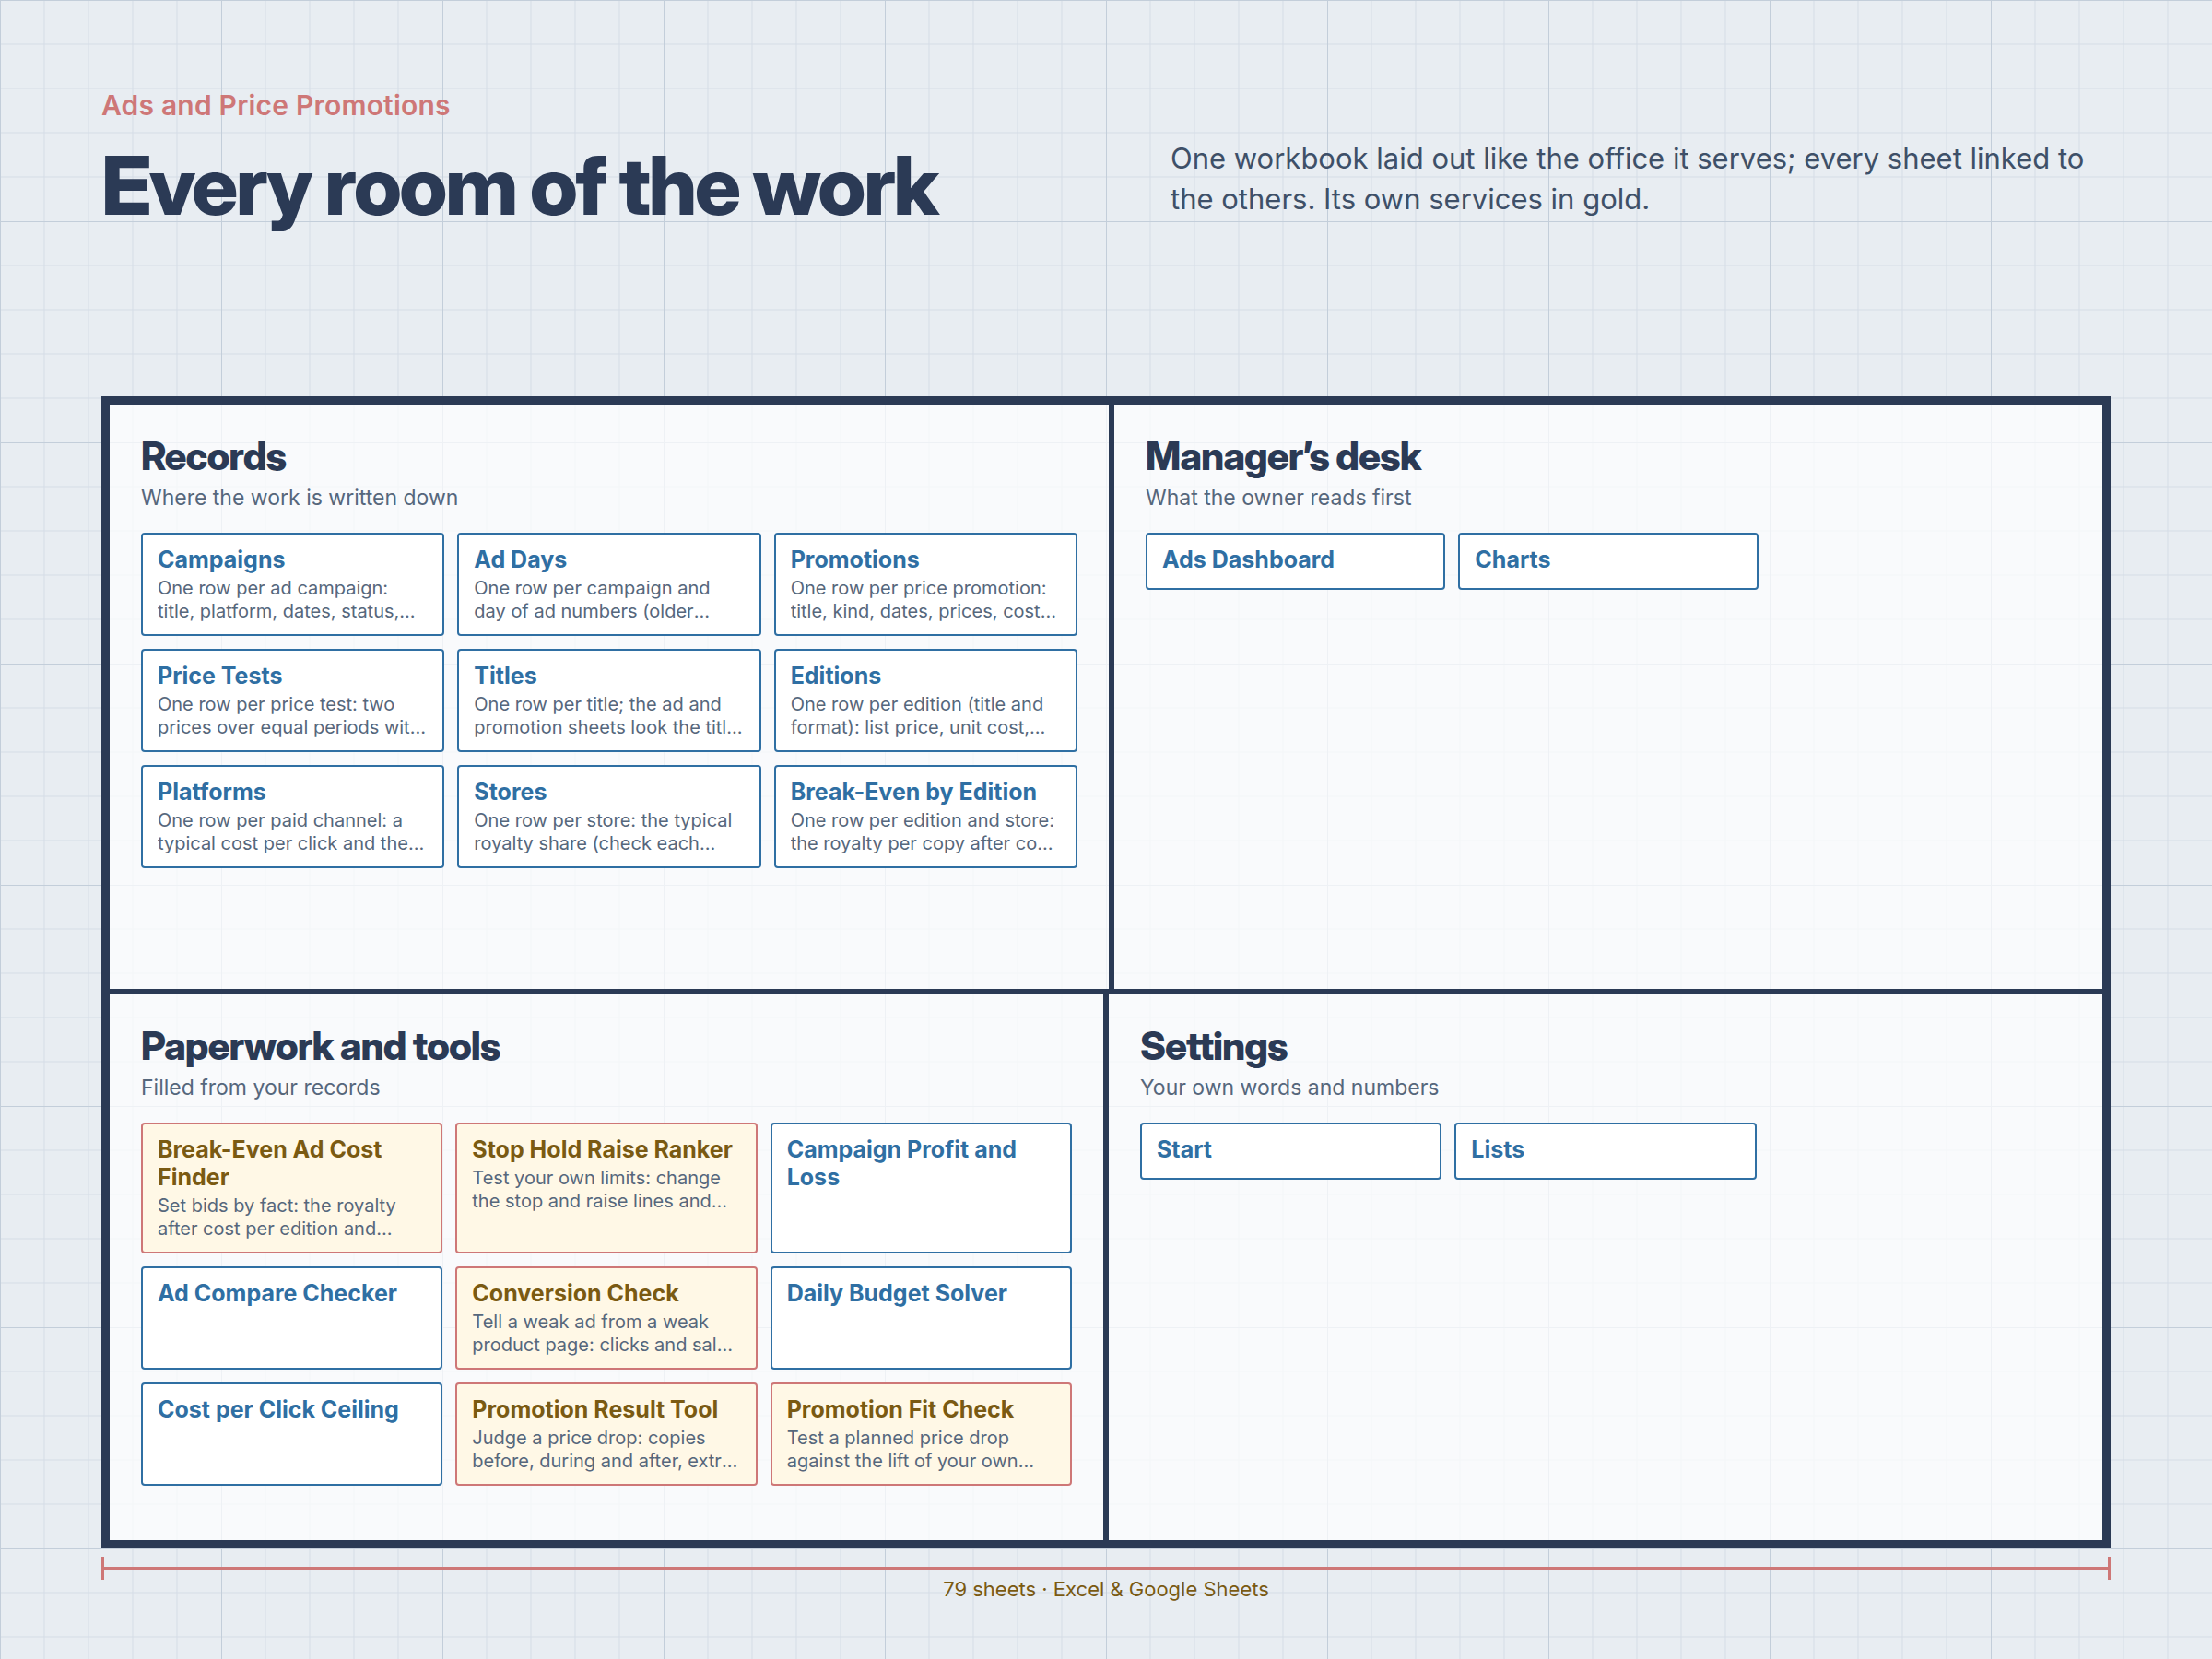 Ads and Price Promotions
Every room of the work
One workbook laid out like the office it serves; every sheet linked to
the others. Its own services in gold.
Records
Where the work is written down
Campaigns
One row per ad campaign:
title, platform, dates, status,...
Ad Days
One row per campaign and
day of ad numbers (older...
Promotions
One row per price promotion:
title, kind, dates, prices, cost...
Price Tests
One row per price test: two
prices over equal periods wit...
Titles
One row per title; the ad and
promotion sheets look the titl...
Editions
One row per edition (title and
format): list price, unit cost,...
Platforms
One row per paid channel: a
typical cost per click and the...
Stores
One row per store: the typical
royalty share (check each...
Break-Even by Edition
One row per edition and store:
the royalty per copy after co...
Manager’s desk
What the owner reads first
Ads Dashboard
Charts
Paperwork and tools
Filled from your records
Break-Even Ad Cost
Finder
Set bids by fact: the royalty
after cost per edition and...
Stop Hold Raise Ranker
Test your own limits: change
the stop and raise lines and...
Campaign Profit and
Loss
Ad Compare Checker
Conversion Check
Tell a weak ad from a weak
product page: clicks and sal...
Daily Budget Solver
Cost per Click Ceiling
Promotion Result Tool
Judge a price drop: copies
before, during and after, extr...
Promotion Fit Check
Test a planned price drop
against the lift of your own...
Settings
Your own words and numbers
Start
Lists
79 sheets · Excel & Google Sheets